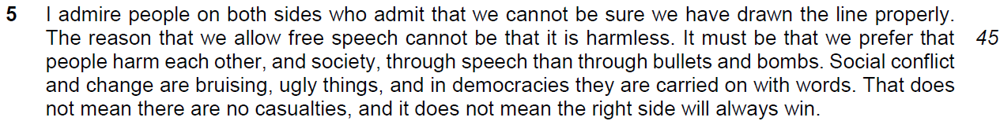 5 I admire people on both sides who admit that we cannot be sure we have drawn the line properly.
The reason that we allow free speech cannot be that it is harmless. It must be that we prefer that 45
people harm each other, and society, through speech than through bullets and bombs. Social conflict
and change are bruising, ugly things, and in democracies they are carried on with words. That does
not mean there are no casualties, and it does not mean the right side will always win.